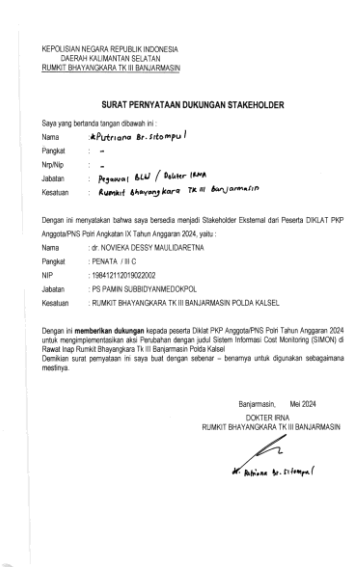 KEPOLISIAN NEGARA REPUBLIK INDONESIA
DAERAH KALIMANTAN SELATAN
RUMKIT BHAYANGKARA TK III BANJARMASIN
SURAT PERNYATAAN DUKUNGAN STAKEHOLDER
Saya yang bertanda tangan dibawah ini :
Nama : Putriana Br. Sitompul
Pangkat : -
Nrp/Nip : -
Jabatan : Pegawai BLU / Dokter IRNA
Kesatuan : Rumkit Bhayangkara TK III Banjarmasin
Dengan ini menyatakan bahwa saya bersedia menjadi Stakeholder Eksternal dari Peserta DIKLAT PKP
Anggota/PNS Polri Angkatan IX Tahun Anggaran 2024, yaitu :
Nama : dr. NOVIEKA DESSY MAULIDARETNA
Pangkat : PENATA / III C
NIP : 198412112019022002
Jabatan : PS PAMIN SUBBIDYANMEDOKPOL
Kesatuan : RUMKIT BHAYANGKARA TK III BANJARMASIN POLDA KALSEL
Dengan ini memberikan dukungan kepada peserta Diklat PKP Anggota/PNS Polri Tahun Anggaran 2024
untuk mengimplementasikan aksi Perubahan dengan judul Sistem Informasi Cost Monitoring (SIMON) di
Rawat Inap Rumkit Bhayangkara Tk III Banjarmasin Polda Kalsel
Demikian surat pernyataan ini saya buat dengan sebenar – benarnya untuk digunakan sebagaimana
mestinya.
Banjarmasin, Mei 2024
DOKTER IRNA
RUMKIT BHAYANGKARA TK III BANJARMASIN
dr. Putriana Br. Sitompul